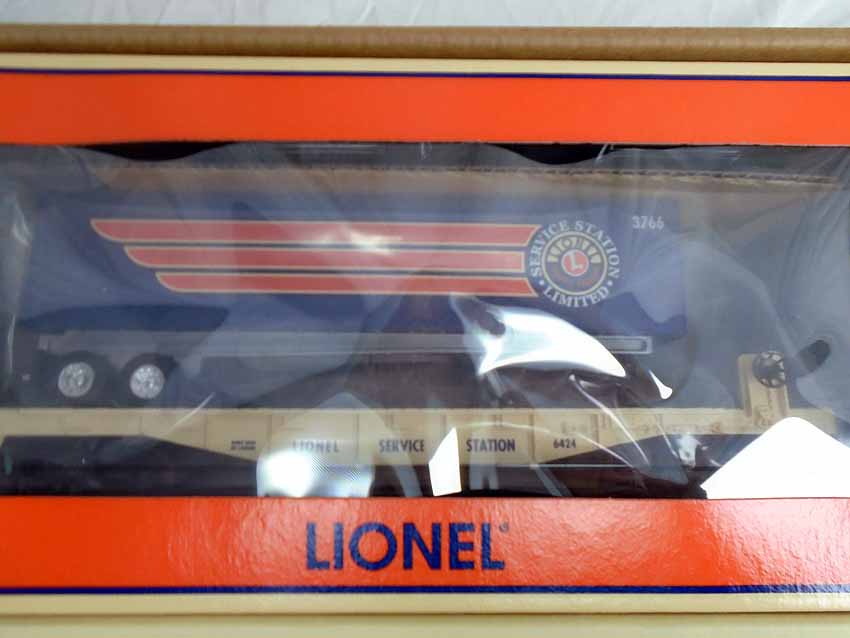 3766
SERVICE STATION
L
LIMITED
LIONEL SERVICE STATION 6424
LIONEL